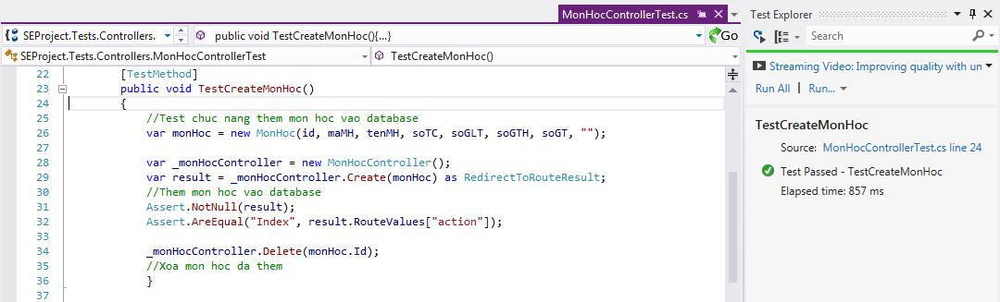 MonHocControllerTest.cs
SEProject.Tests.Controllers.
public void TestCreateMonHoc(){...}
Go
SEProject.Tests.Controllers.MonHocControllerTest
TestCreateMonHoc()
22 [TestMethod]
23 public void TestCreateMonHoc()
24 {
25 //Test chuc nang them mon hoc vao database
26 var monHoc = new MonHoc(id, maMH, tenMH, soTC, soGLT, soGTH, soGT, "");
27
28 var _monHocController = new MonHocController();
29 var result = _monHocController.Create(monHoc) as RedirectToRouteResult;
30 //Them mon hoc vao database
31 Assert.NotNull(result);
32 Assert.AreEqual("Index", result.RouteValues["action"]);
33
34 _monHocController.Delete(monHoc.Id);
35 //Xoa mon hoc da them
36 }
37
Test Explorer
Search
Streaming Video: Improving quality with un
Run All | Run...
TestCreateMonHoc
Source: MonHocControllerTest.cs line 24
Test Passed - TestCreateMonHoc
Elapsed time: 857 ms